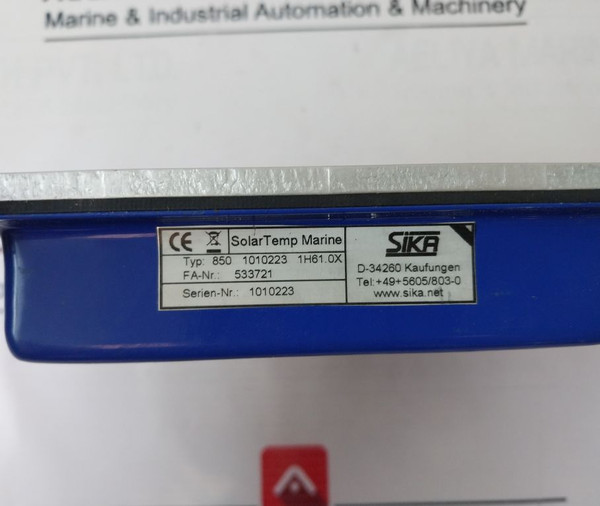 Marine & Industrial Automation & Machinery
CE SolarTemp Marine
Typ: 850 1010223 1H61.0X
FA-Nr.: 533721
Serien-Nr.: 1010223
SIKA
D-34260 Kaufungen
Tel:+49+5605/803-0
www.sika.net